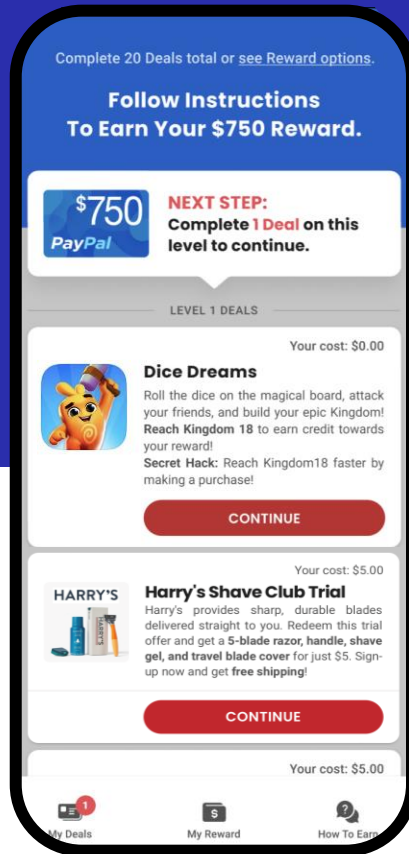 Complete 20 Deals total or see Reward options.
Follow Instructions
To Earn Your $750 Reward.
$750
PayPal
NEXT STEP:
Complete 1 Deal on this
level to continue.
LEVEL 1 DEALS
Your cost: $0.00
Dice Dreams
Roll the dice on the magical board, attack
your friends, and build your epic Kingdom!
Reach Kingdom 18 to earn credit towards
your reward!
Secret Hack: Reach Kingdom18 faster by
making a purchase!
CONTINUE
Your cost: $5.00
HARRY'S
Harry's Shave Club Trial
Harry's provides sharp, durable blades
delivered straight to you. Redeem this trial
offer and get a 5-blade razor, handle, shave
gel, and travel blade cover for just $5. Sign-
up now and get free shipping!
CONTINUE
Your cost: $5.00
1
My Deals
My Reward
How To Earn